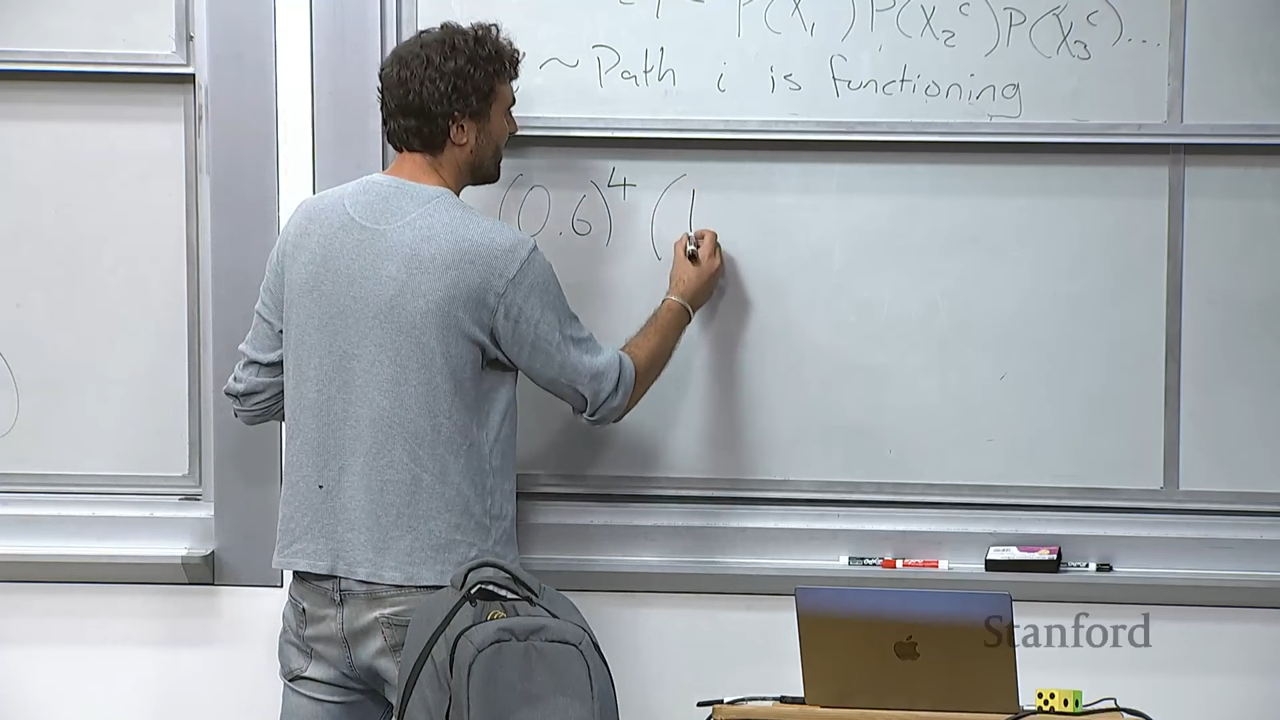 P(X₁ ) P(X₂ᶜ)P(X₃ᶜ)...
~ Path i is functioning
(0.6)⁴ (1
Stanford